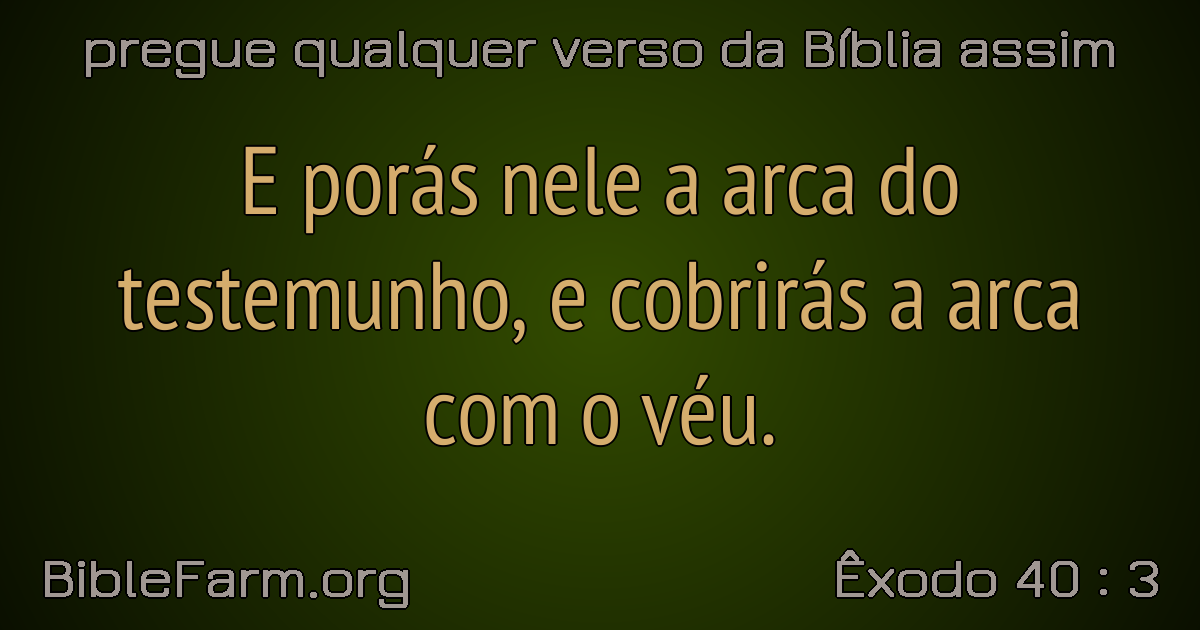 pregue qualquer verso da Bíblia assim
E porás nele a arca do
testemunho, e cobrirás a arca
com o véu.
BibleFarm.org
Êxodo 40 : 3